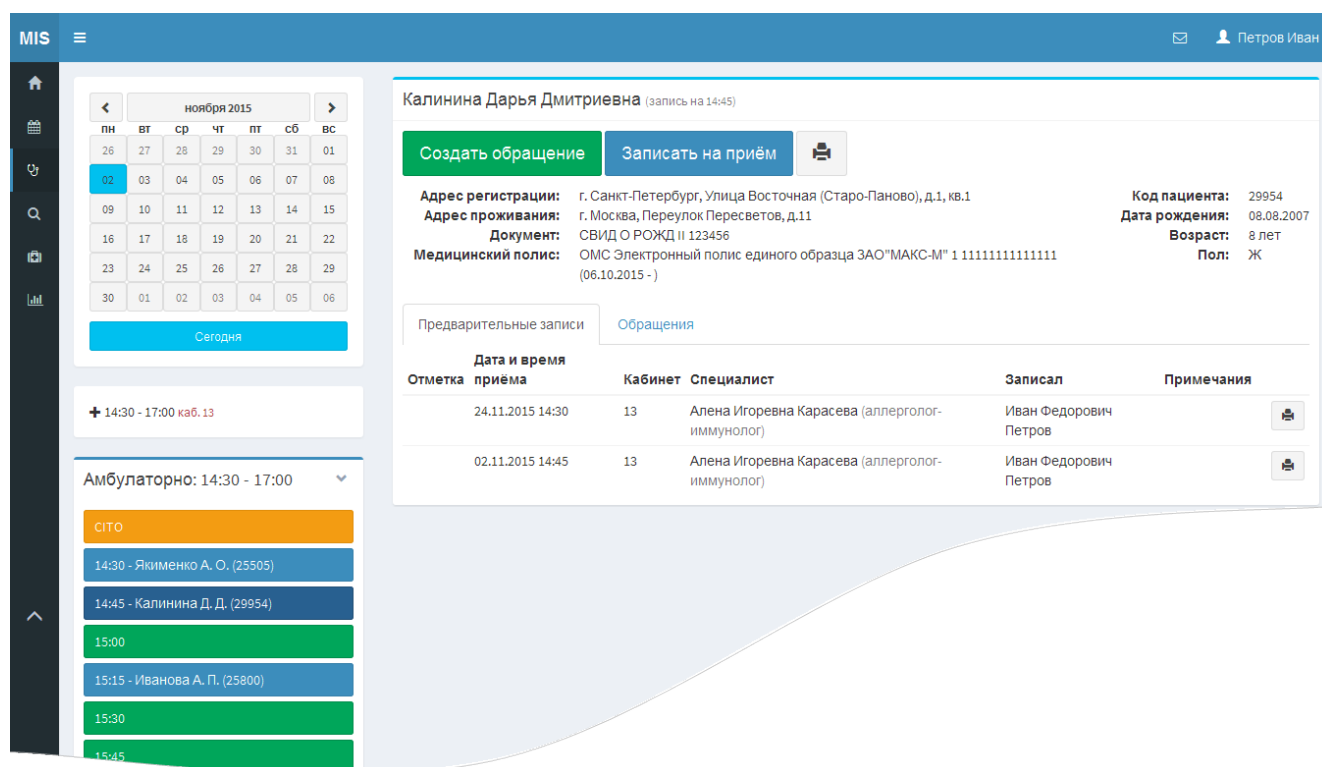 MIS
Петров Иван
ноября 2015
пн вт ср чт пт сб вс
26 27 28 29 30 31 01
02 03 04 05 06 07 08
09 10 11 12 13 14 15
16 17 18 19 20 21 22
23 24 25 26 27 28 29
30 01 02 03 04 05 06
Сегодня
14:30 - 17:00 каб. 13
Амбулаторно: 14:30 - 17:00
CITO
14:30 - Якименко А. О. (25505)
14:45 - Калинина Д. Д. (29954)
15:00
15:15 - Иванова А. П. (25800)
15:30
15:45
Калинина Дарья Дмитриевна (запись на 14:45)
Создать обращение Записать на приём
Адрес регистрации: г. Санкт-Петербург, Улица Восточная (Старо-Паново), д.1, кв.1 Код пациента: 29954
Адрес проживания: г. Москва, Переулок Пересветов, д.11 Дата рождения: 08.08.2007
Документ: СВИД О РОЖД II 123456 Возраст: 8 лет
Медицинский полис: ОМС Электронный полис единого образца ЗАО"МАКС-М" 1 11111111111111 Пол: Ж
(06.10.2015 - )
Предварительные записи Обращения
Дата и время
Отметка приёма Кабинет Специалист Записал Примечания
24.11.2015 14:30 13 Алена Игоревна Карасева (аллерголог- Иван Федорович
иммунолог) Петров
02.11.2015 14:45 13 Алена Игоревна Карасева (аллерголог- Иван Федорович
иммунолог) Петров